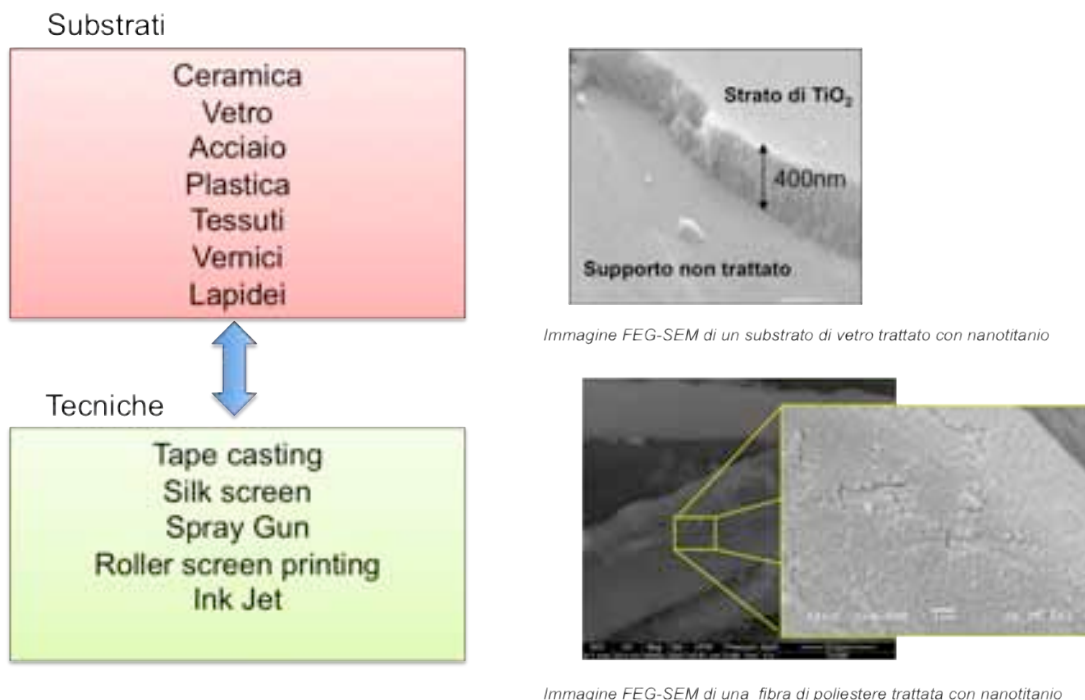 Substrati
Ceramica
Vetro
Acciaio
Plastica
Tessuti
Vernici
Lapidei
Tecniche
Tape casting
Silk screen
Spray Gun
Roller screen printing
Ink Jet
Strato di TiO₂
400nm
Supporto non trattato
Immagine FEG-SEM di un substrato di vetro trattato con nanotitanio
Immagine FEG-SEM di una fibra di poliestere trattata con nanotitanio